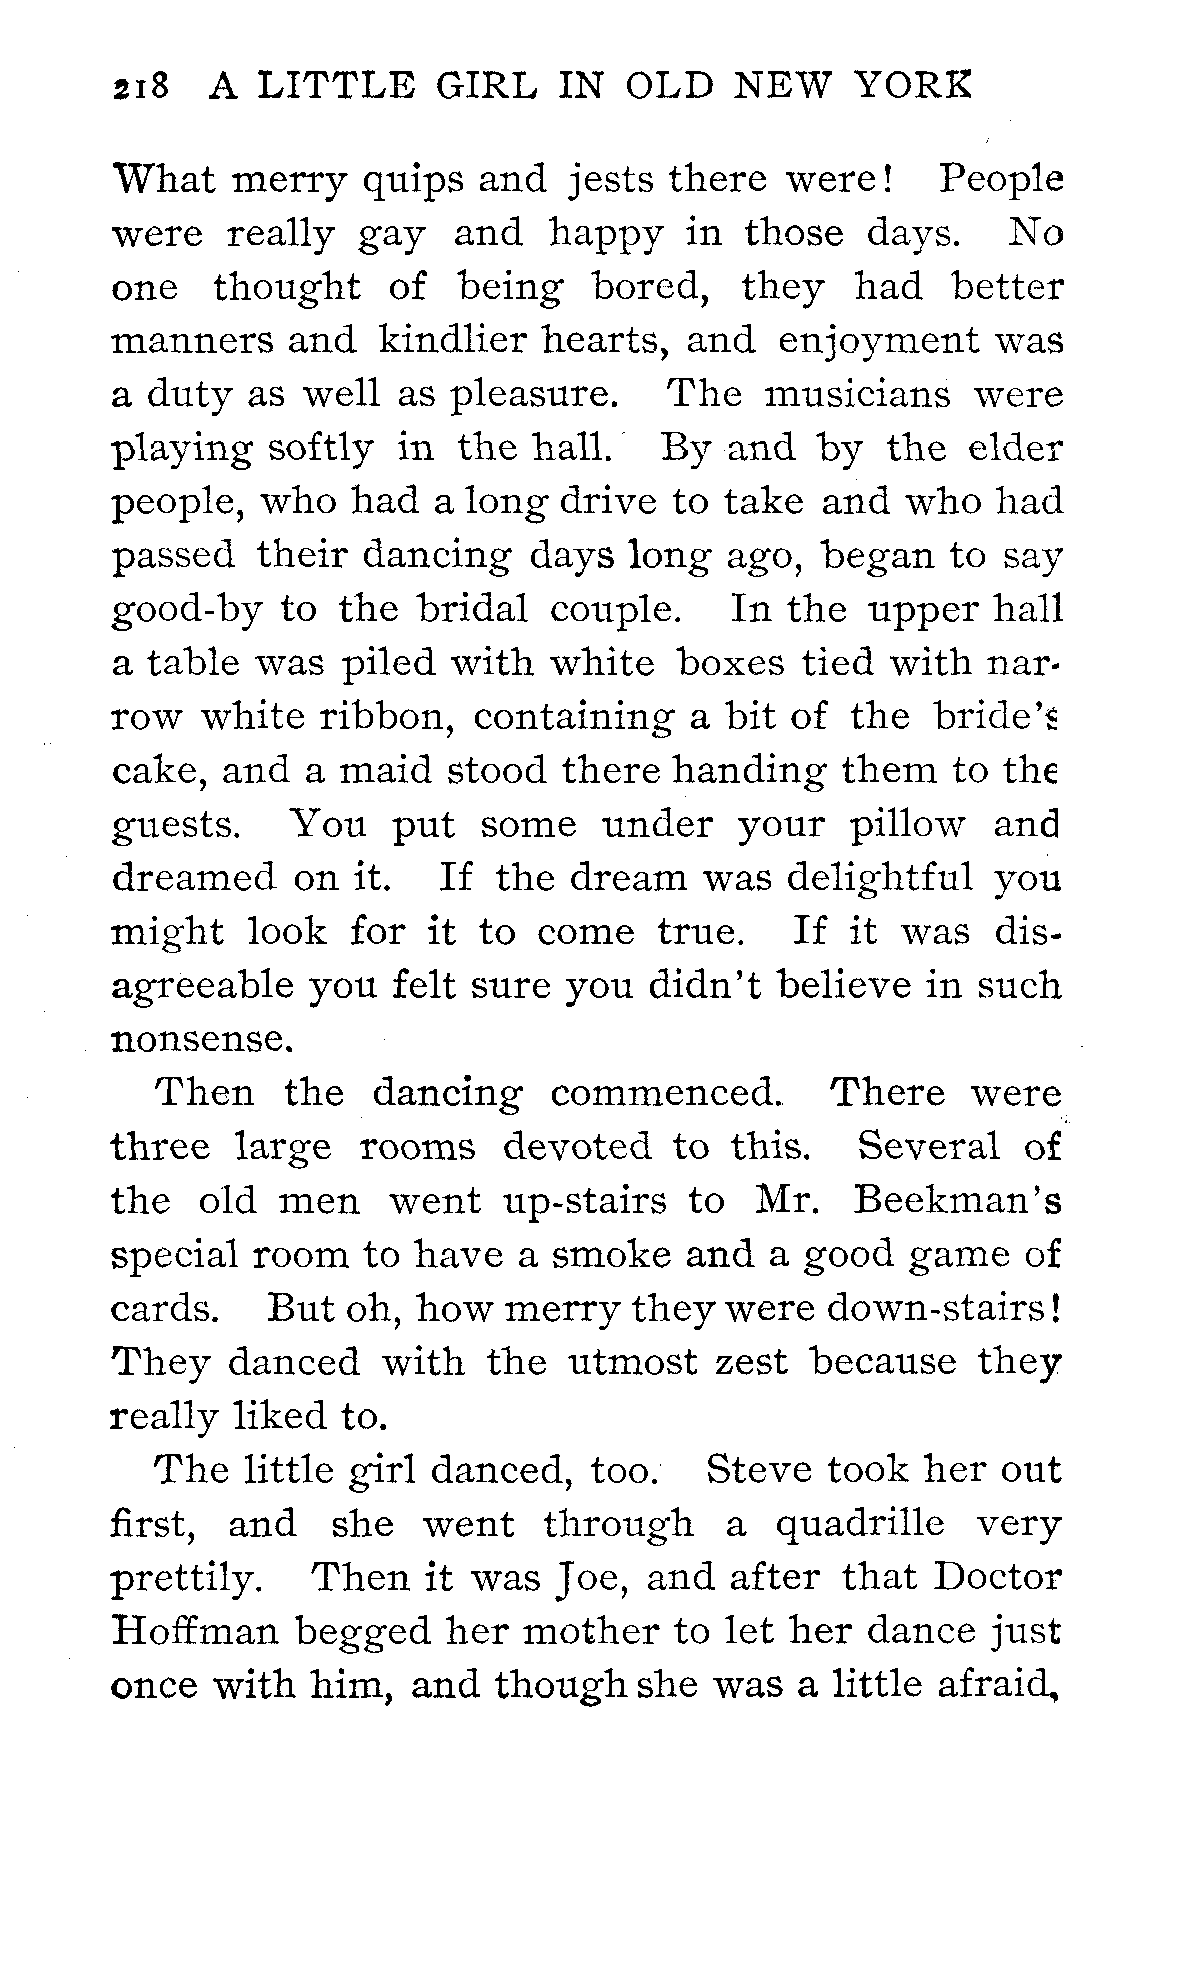 218 A LITTLE GIRL IN OLD NEW YORK
What merry quips and jests there were! People
were really gay and happy in those days. No
one thought of being bored, they had better
manners and kindlier hearts, and enjoyment was
a duty as well as pleasure. The musicians were
playing softly in the hall. By and by the elder
people, who had a long drive to take and who had
passed their dancing days long ago, began to say
good-by to the bridal couple. In the upper hall
a table was piled with white boxes tied with nar-
row white ribbon, containing a bit of the bride's
cake, and a maid stood there handing them to the
guests. You put some under your pillow and
dreamed on it. If the dream was delightful you
might look for it to come true. If it was dis-
agreeable you felt sure you didn't believe in such
nonsense.
Then the dancing commenced. There were
three large rooms devoted to this. Several of
the old men went up-stairs to Mr. Beekman's
special room to have a smoke and a good game of
cards. But oh, how merry they were down-stairs!
They danced with the utmost zest because they
really liked to.
The little girl danced, too. Steve took her out
first, and she went through a quadrille very
prettily. Then it was Joe, and after that Doctor
Hoffman begged her mother to let her dance just
once with him, and though she was a little afraid,